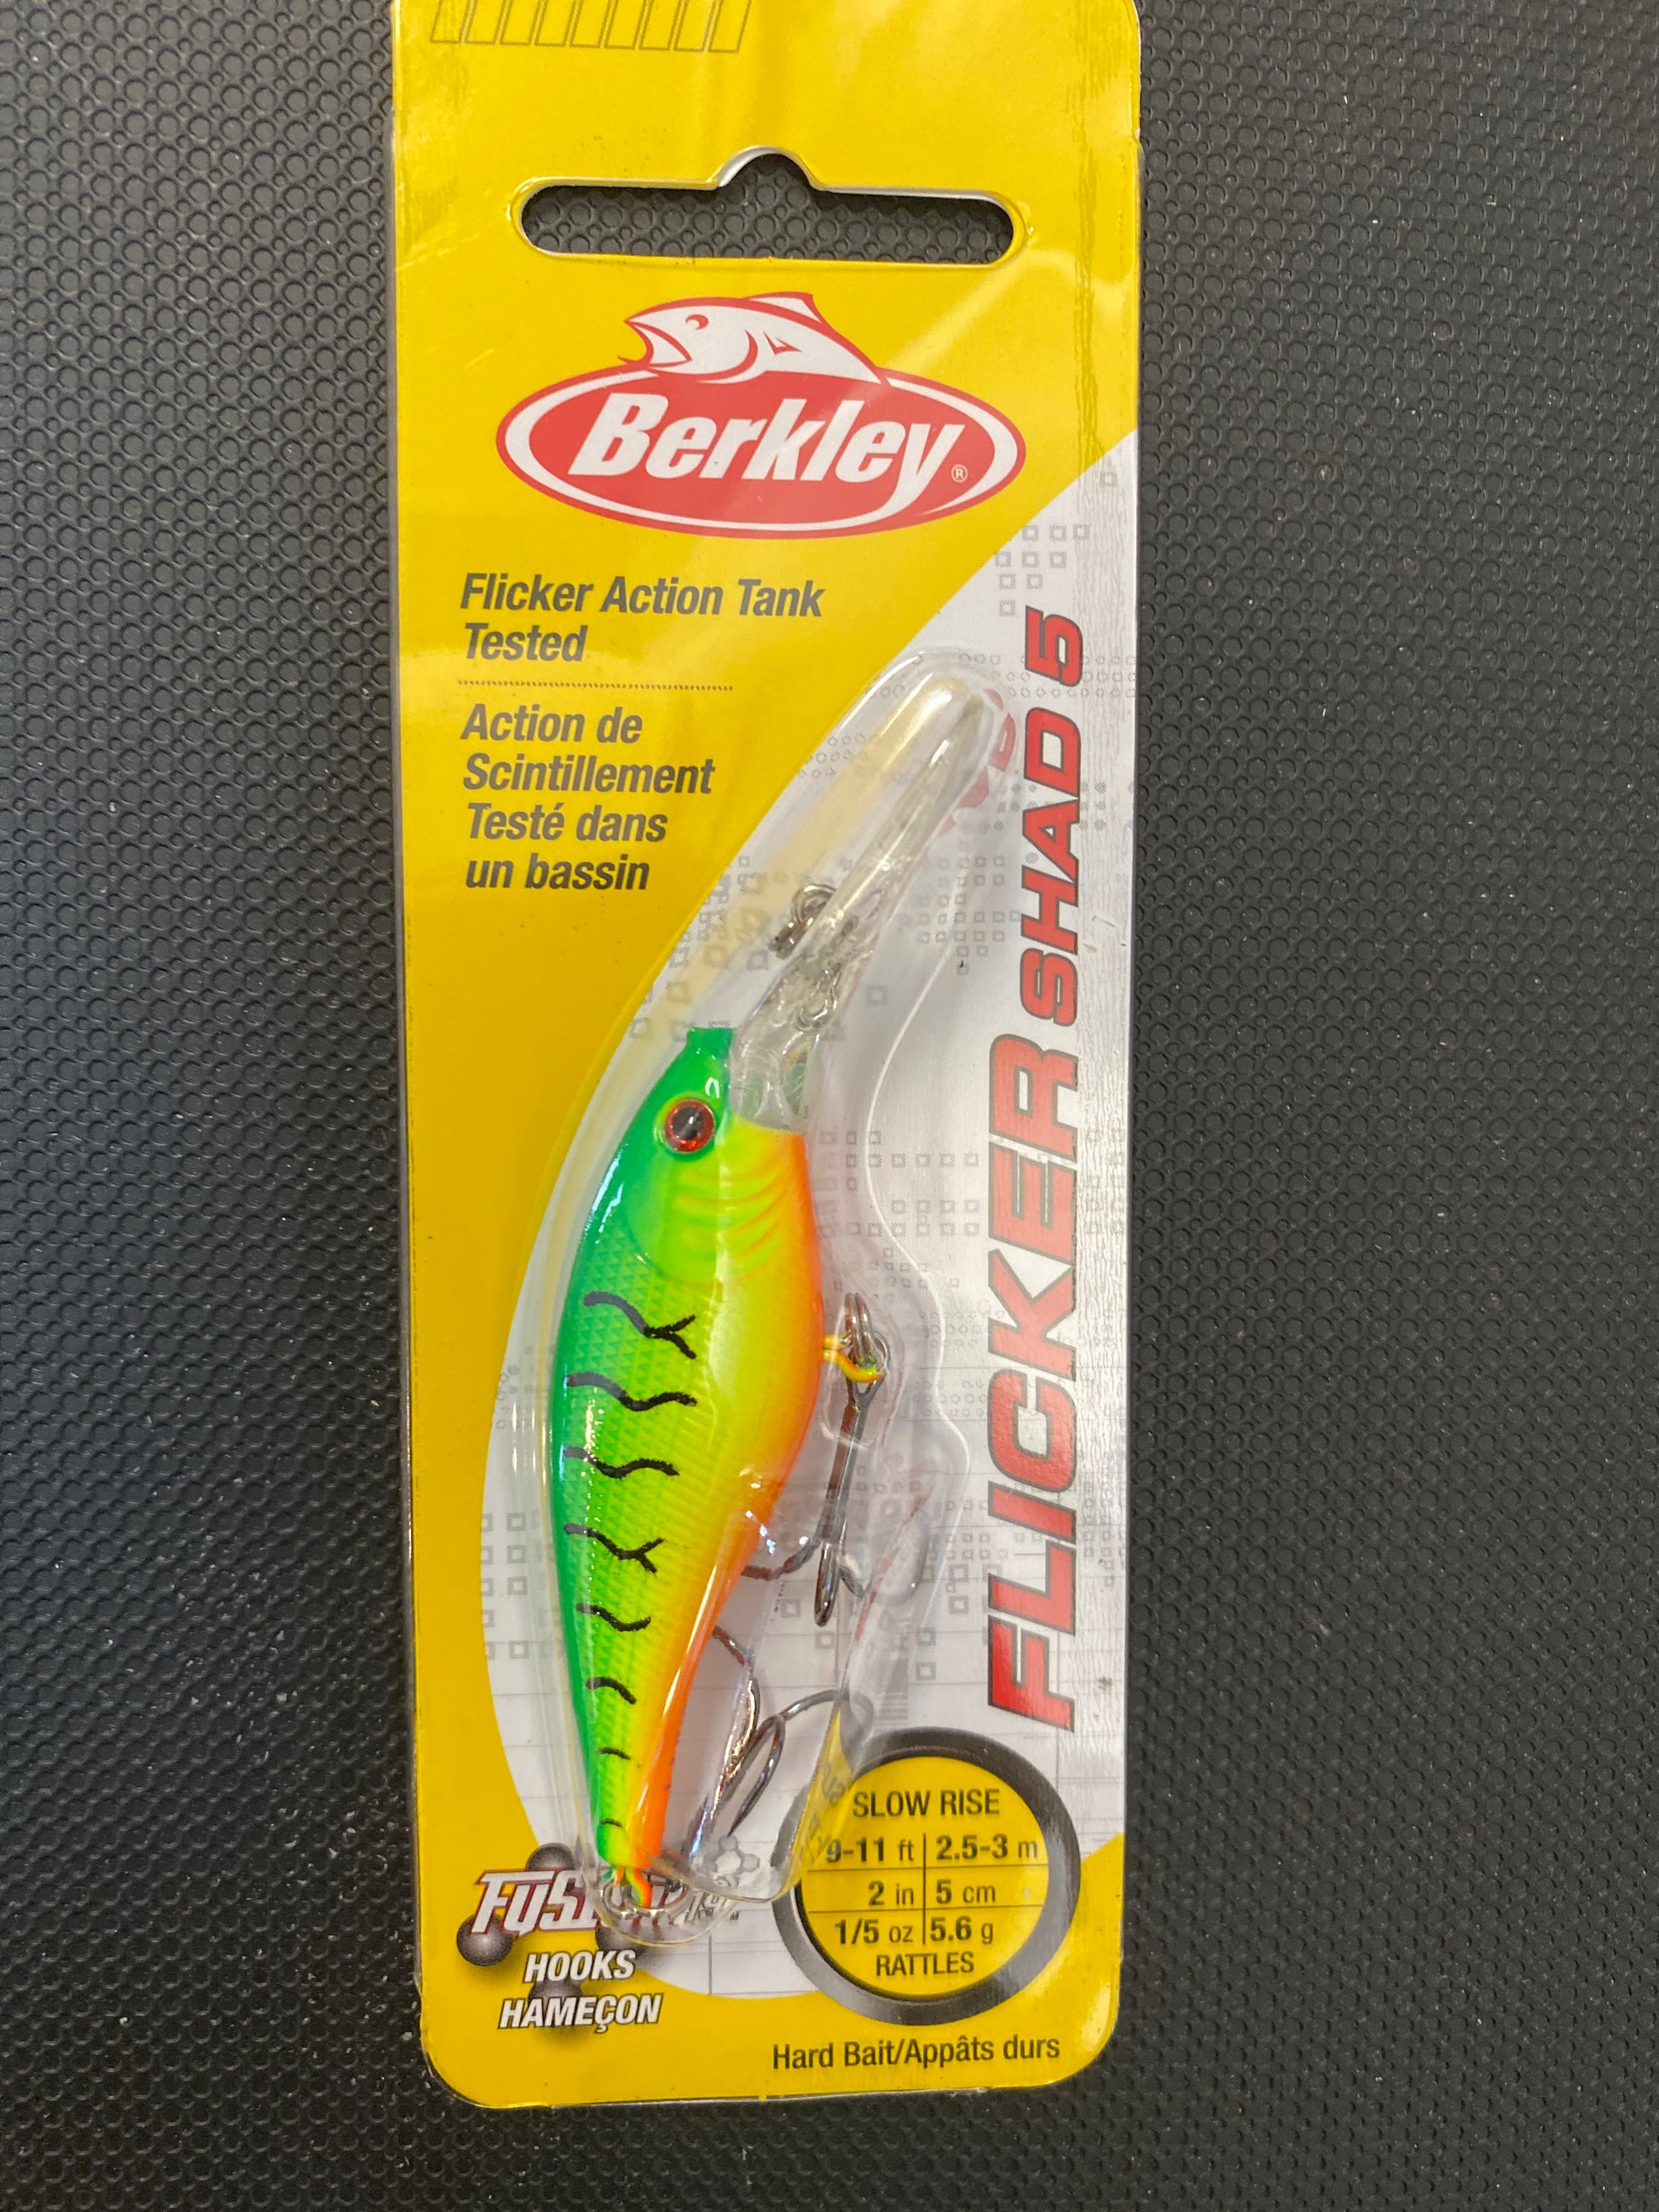 Berkley®
Flicker Action Tank
Tested
Action de
Scintillement
Testé dans
un bassin
FLICKER SHAD 5
SLOW RISE
9-11 ft 2.5-3 m
2 in 5 cm
1/5 oz 5.6 g
RATTLES
HOOKS
HAMEÇON
Hard Bait/Appâts durs